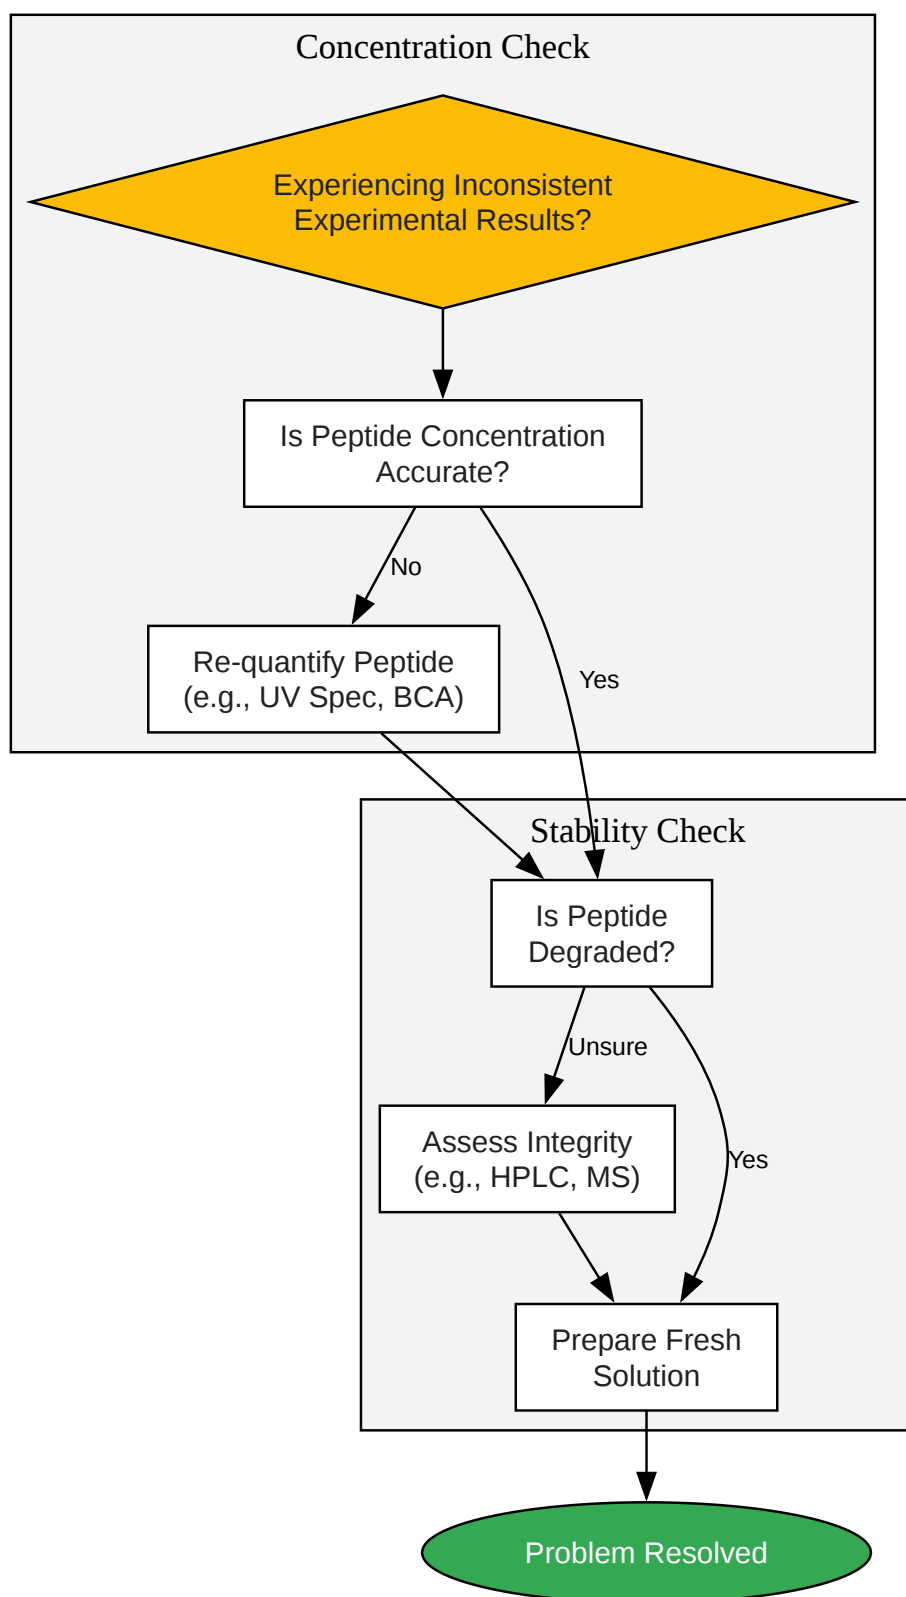 Concentration Check
Experiencing Inconsistent
Experimental Results?
Is Peptide Concentration
Accurate?
No
Re-quantify Peptide
(e.g., UV Spec, BCA)
Yes
Stability Check
Is Peptide
Degraded?
Unsure
Assess Integrity
(e.g., HPLC, MS)
Yes
Prepare Fresh
Solution
Problem Resolved